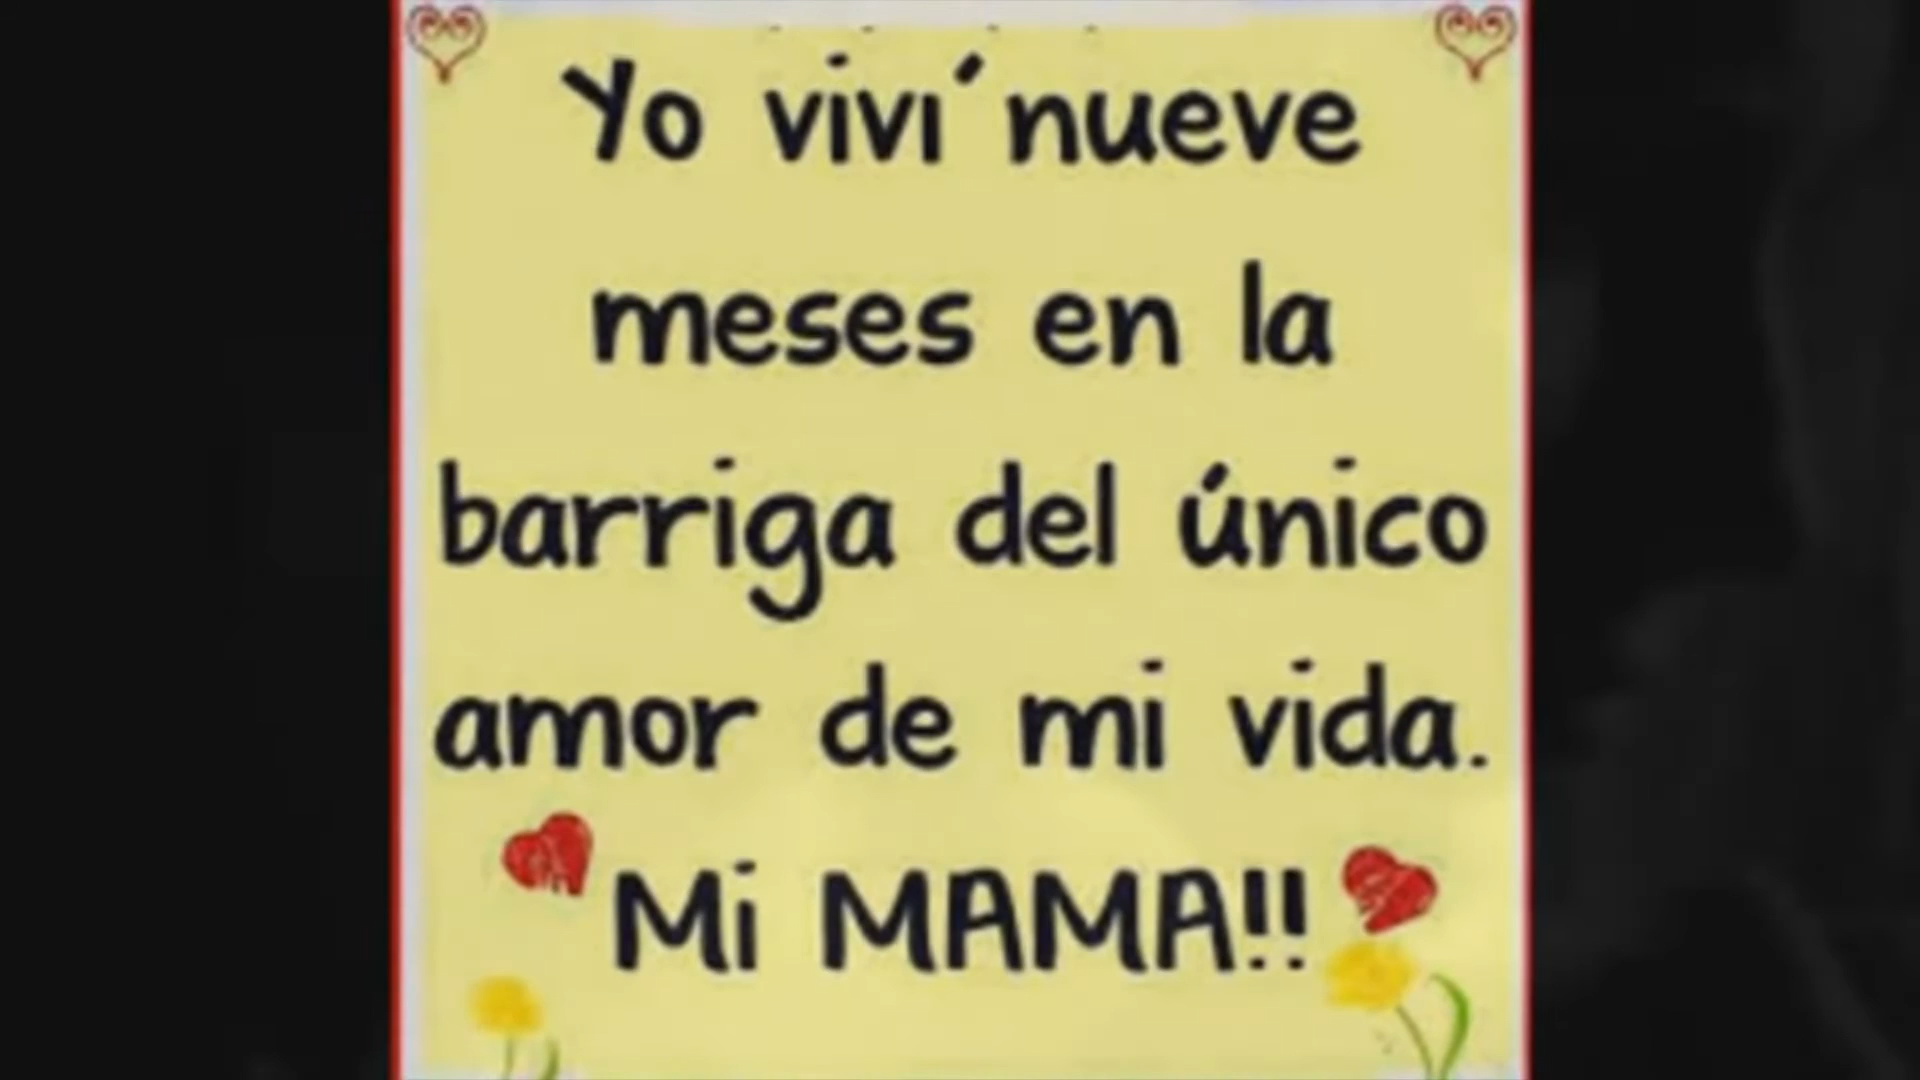 Yo viví nueve
meses en la
barriga del único
amor de mi vida.
Mi MAMA!!